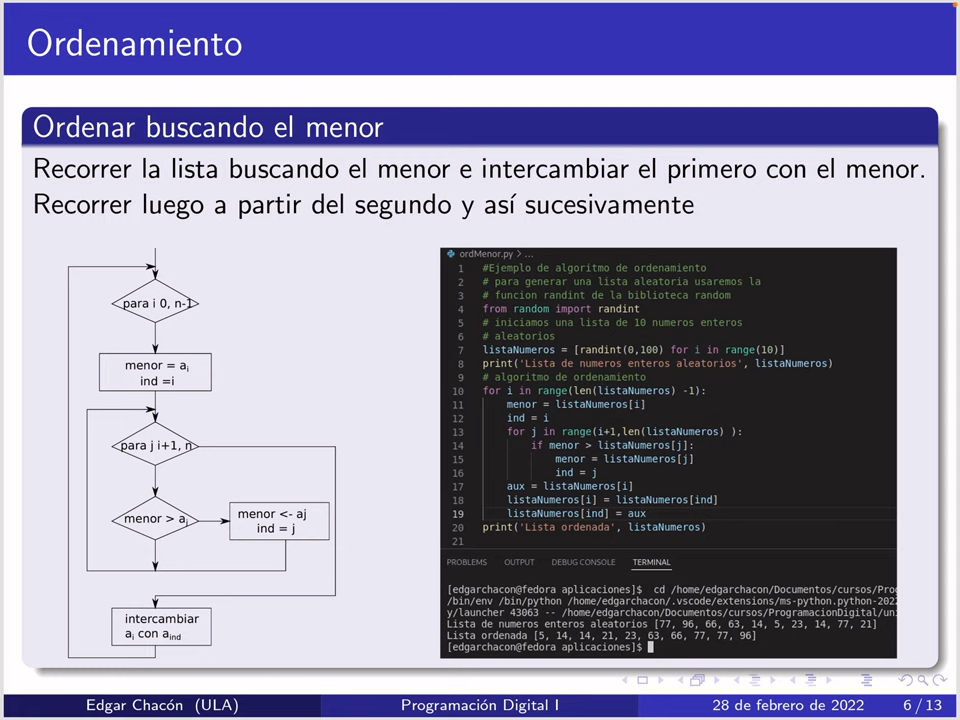 Ordenamiento
Ordenar buscando el menor
Recorrer la lista buscando el menor e intercambiar el primero con el menor.
Recorrer luego a partir del segundo y así sucesivamente
para i 0, n-1
menor = ai
ind =i
para j i+1, n
menor > aj
menor <- aj
ind = j
intercambiar
ai con aind
ordMenor.py > ...
1 #Ejemplo de algoritmo de ordenamiento
2 # para generar una lista aleatoria usaremos la
3 # funcion randint de la biblioteca random
4 from random import randint
5 # iniciamos una lista de 10 numeros enteros
6 # aleatorios
7 listaNumeros = [randint(0,100) for i in range(10)]
8 print('Lista de numeros enteros aleatorios', listaNumeros)
9 # algoritmo de ordenamiento
10 for i in range(len(listaNumeros) -1):
11 menor = listaNumeros[i]
12 ind = i
13 for j in range(i+1,len(listaNumeros) ):
14 if menor > listaNumeros[j]:
15 menor = listaNumeros[j]
16 ind = j
17 aux = listaNumeros[i]
18 listaNumeros[i] = listaNumeros[ind]
19 listaNumeros[ind] = aux
20 print('Lista ordenada', listaNumeros)
21
PROBLEMS OUTPUT DEBUG CONSOLE TERMINAL
[edgarchacon@fedora aplicaciones]$ cd /home/edgarchacon/Documentos/cursos/Prog
/bin/env /bin/python /home/edgarchacon/.vscode/extensions/ms-python.python-202
y/launcher 43063 -- /home/edgarchacon/Documentos/cursos/ProgramacionDigital/uni
Lista de numeros enteros aleatorios [77, 96, 66, 63, 14, 5, 23, 14, 77, 21]
Lista ordenada [5, 14, 14, 21, 23, 63, 66, 77, 77, 96]
[edgarchacon@fedora aplicaciones]$
Edgar Chacón (ULA) Programación Digital I 28 de febrero de 2022 6 / 13